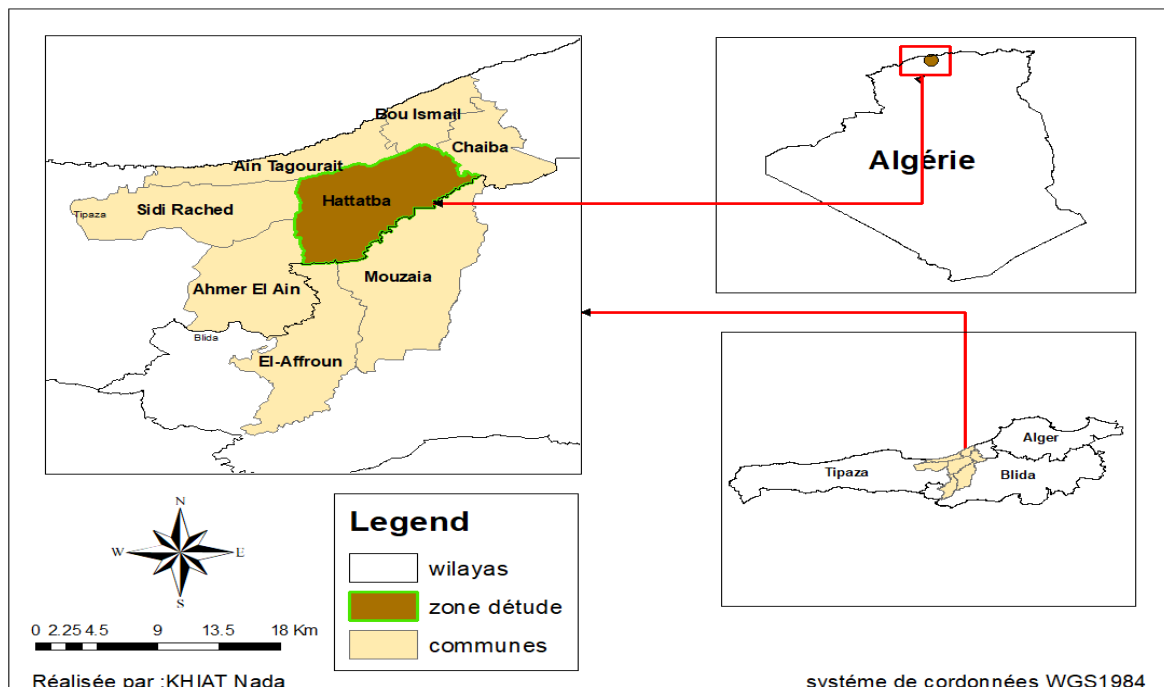 Bou Ismail
Chaiba
Ain Tagourait
Hattatba
Sidi Rached
Tipaza
Mouzaia
Ahmer El Ain
Blida
El-Affroun
Algérie
Alger
Tipaza
Blida
N
W
E
S
Legend
wilayas
zone détude
communes
0 2.25 4.5 9 13.5 18 Km
Réalisée par :KHIAT Nada
systéme de cordonnées WGS1984